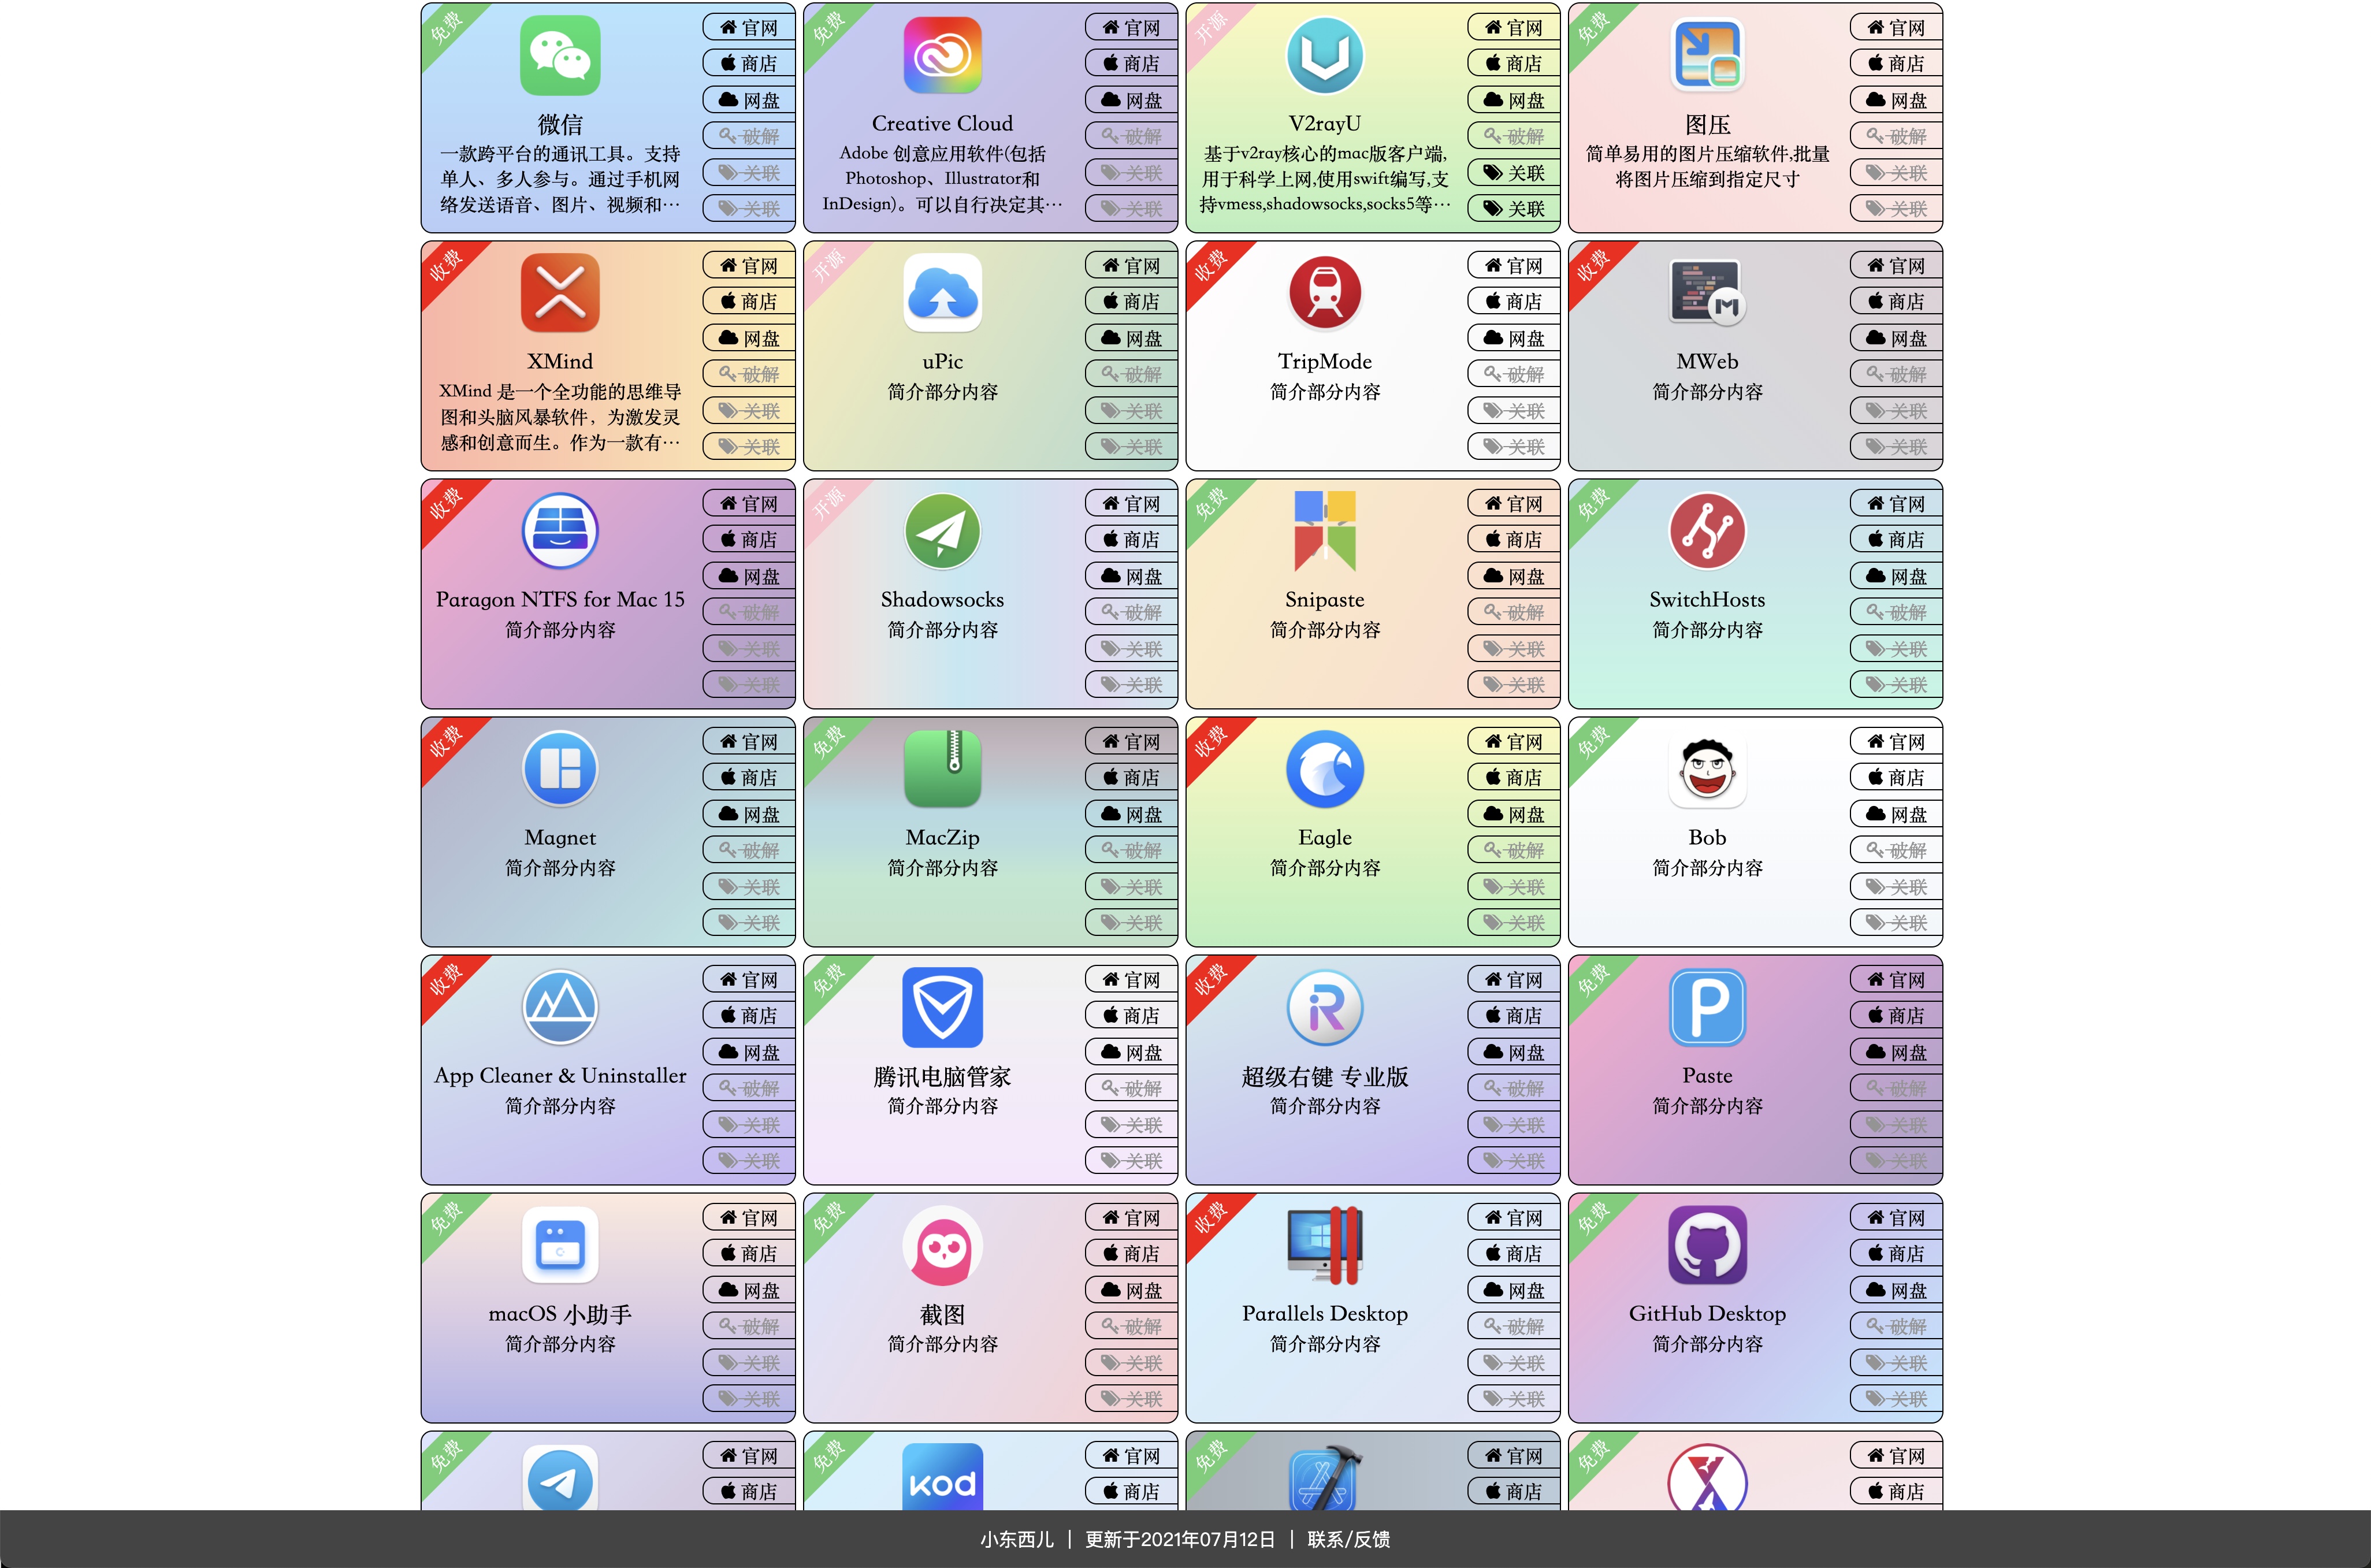 免费
微信
一款跨平台的通讯工具。支持
单人、多人参与。通过手机网
络发送语音、图片、视频和…
官网
商店
网盘
破解
关联
关联
免费
Creative Cloud
Adobe 创意应用软件(包括
Photoshop、Illustrator和
InDesign)。可以自行决定其…
官网
商店
网盘
破解
关联
关联
开源
V2rayU
基于v2ray核心的mac版客户端,
用于科学上网,使用swift编写,支
持vmess,shadowsocks,socks5等…
官网
商店
网盘
破解
关联
关联
免费
图压
简单易用的图片压缩软件,批量
将图片压缩到指定尺寸
官网
商店
网盘
破解
关联
关联
收费
XMind
XMind 是一个全功能的思维导
图和头脑风暴软件，为激发灵
感和创意而生。作为一款有…
官网
商店
网盘
破解
关联
关联
开源
uPic
简介部分内容
官网
商店
网盘
破解
关联
关联
收费
TripMode
简介部分内容
官网
商店
网盘
破解
关联
关联
收费
MWeb
简介部分内容
官网
商店
网盘
破解
关联
关联
收费
Paragon NTFS for Mac 15
简介部分内容
官网
商店
网盘
破解
关联
关联
开源
Shadowsocks
简介部分内容
官网
商店
网盘
破解
关联
关联
免费
Snipaste
简介部分内容
官网
商店
网盘
破解
关联
关联
免费
SwitchHosts
简介部分内容
官网
商店
网盘
破解
关联
关联
收费
Magnet
简介部分内容
官网
商店
网盘
破解
关联
关联
免费
MacZip
简介部分内容
官网
商店
网盘
破解
关联
关联
收费
Eagle
简介部分内容
官网
商店
网盘
破解
关联
关联
免费
Bob
简介部分内容
官网
商店
网盘
破解
关联
关联
收费
App Cleaner & Uninstaller
简介部分内容
官网
商店
网盘
破解
关联
关联
免费
腾讯电脑管家
简介部分内容
官网
商店
网盘
破解
关联
关联
收费
超级右键 专业版
简介部分内容
官网
商店
网盘
破解
关联
关联
免费
Paste
简介部分内容
官网
商店
网盘
破解
关联
关联
免费
macOS 小助手
简介部分内容
官网
商店
网盘
破解
关联
关联
免费
截图
简介部分内容
官网
商店
网盘
破解
关联
关联
收费
Parallels Desktop
简介部分内容
官网
商店
网盘
破解
关联
关联
免费
GitHub Desktop
简介部分内容
官网
商店
网盘
破解
关联
关联
免费
官网
商店
免费
kod
官网
商店
免费
官网
商店
免费
官网
商店
小东西儿 | 更新于2021年07月12日 | 联系/反馈